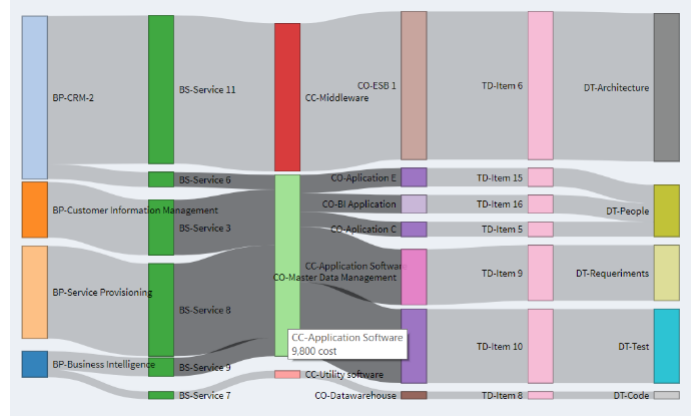 CO-ESB 1
TD-Item 6
DT-Architecture
BP-CRM-2
BS-Service 11
CC-Middleware
BS-Service 6
CO-Aplication E
TD-Item 15
CO-BI Application
TD-Item 16
BP-Customer Information Management
DT-People
BS-Service 3
CO-Aplication C
TD-Item 5
CC-Application Software
CO-Master Data Management
TD-Item 9
DT-Requeriments
BP-Service Provisioning
BS-Service 8
CC-Application Software
9,800 cost
TD-Item 10
DT-Test
BP-Business Intelligence
BS-Service 9
CC-Utility software
BS-Service 7
CO-Datawarehouse
TD-Item 8
DT-Code